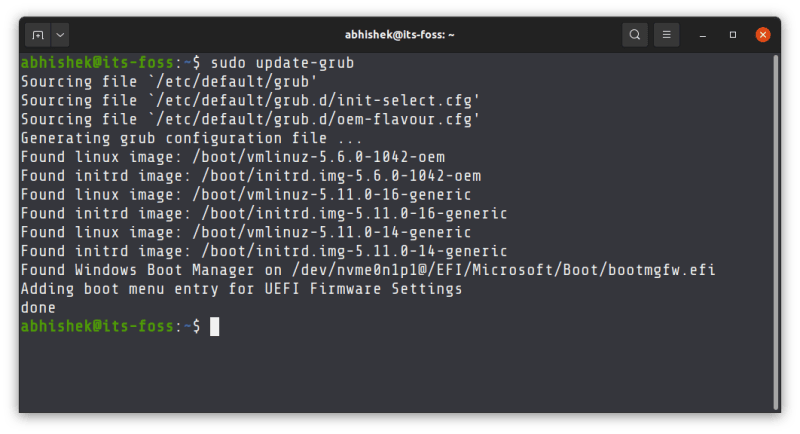 abhishek@its-foss: ~
abhishek@its-foss:~$ sudo update-grub
Sourcing file `/etc/default/grub'
Sourcing file `/etc/default/grub.d/init-select.cfg'
Sourcing file `/etc/default/grub.d/oem-flavour.cfg'
Generating grub configuration file ...
Found linux image: /boot/vmlinuz-5.6.0-1042-oem
Found initrd image: /boot/initrd.img-5.6.0-1042-oem
Found linux image: /boot/vmlinuz-5.11.0-16-generic
Found initrd image: /boot/initrd.img-5.11.0-16-generic
Found linux image: /boot/vmlinuz-5.11.0-14-generic
Found initrd image: /boot/initrd.img-5.11.0-14-generic
Found Windows Boot Manager on /dev/nvme0n1p1@/EFI/Microsoft/Boot/bootmgfw.efi
Adding boot menu entry for UEFI Firmware Settings
done
abhishek@its-foss:~$